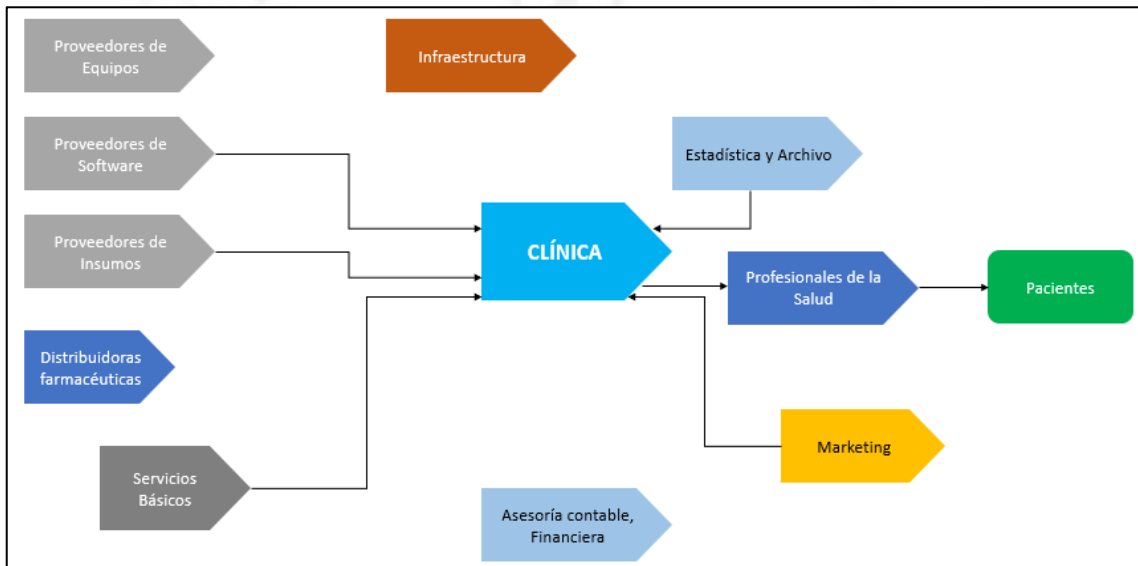 Proveedores de
Equipos
Infraestructura
Proveedores de
Software
Estadística y Archivo
Proveedores de
Insumos
CLÍNICA
Profesionales de la
Salud
Pacientes
Distribuidoras
farmacéuticas
Marketing
Servicios
Básicos
Asesoría contable,
Financiera